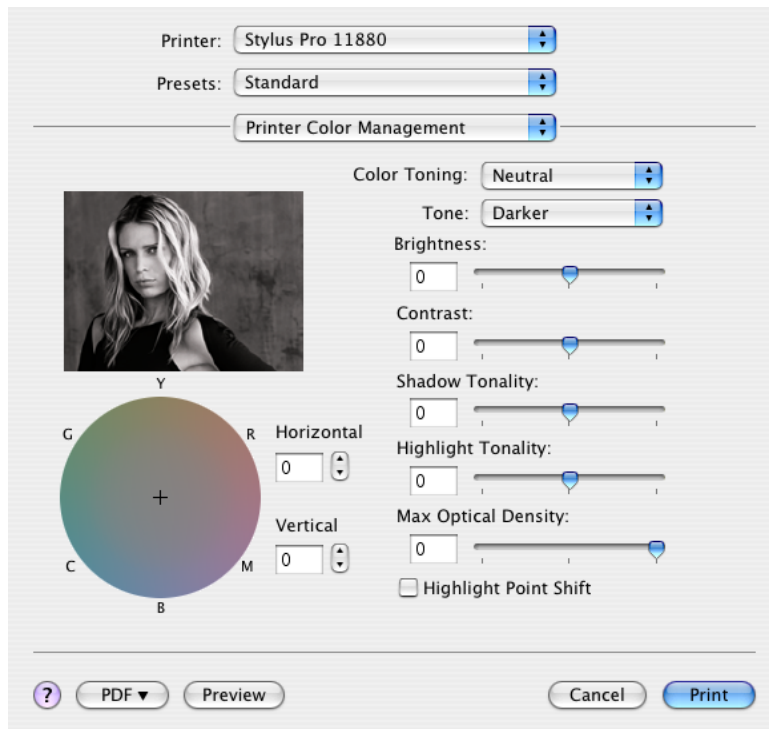 Printer: Stylus Pro 11880
Presets: Standard
Printer Color Management
Color Toning: Neutral
Tone: Darker
Brightness:
0
Contrast:
0
Shadow Tonality:
0
Highlight Tonality:
0
Max Optical Density:
0
Highlight Point Shift
Y
G
R
C
M
B
Horizontal
0
Vertical
0
? PDF▼ Preview Cancel Print